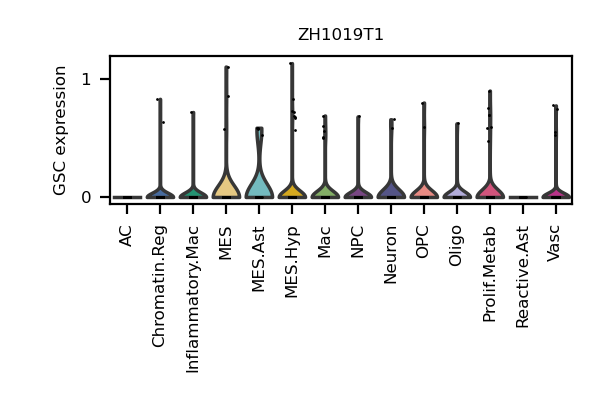 ZH1019T1
GSC expression
1
0
AC
Chromatin.Reg
Inflammatory.Mac
MES
MES.Ast
MES.Hyp
Mac
NPC
Neuron
OPC
Oligo
Prolif.Metab
Reactive.Ast
Vasc